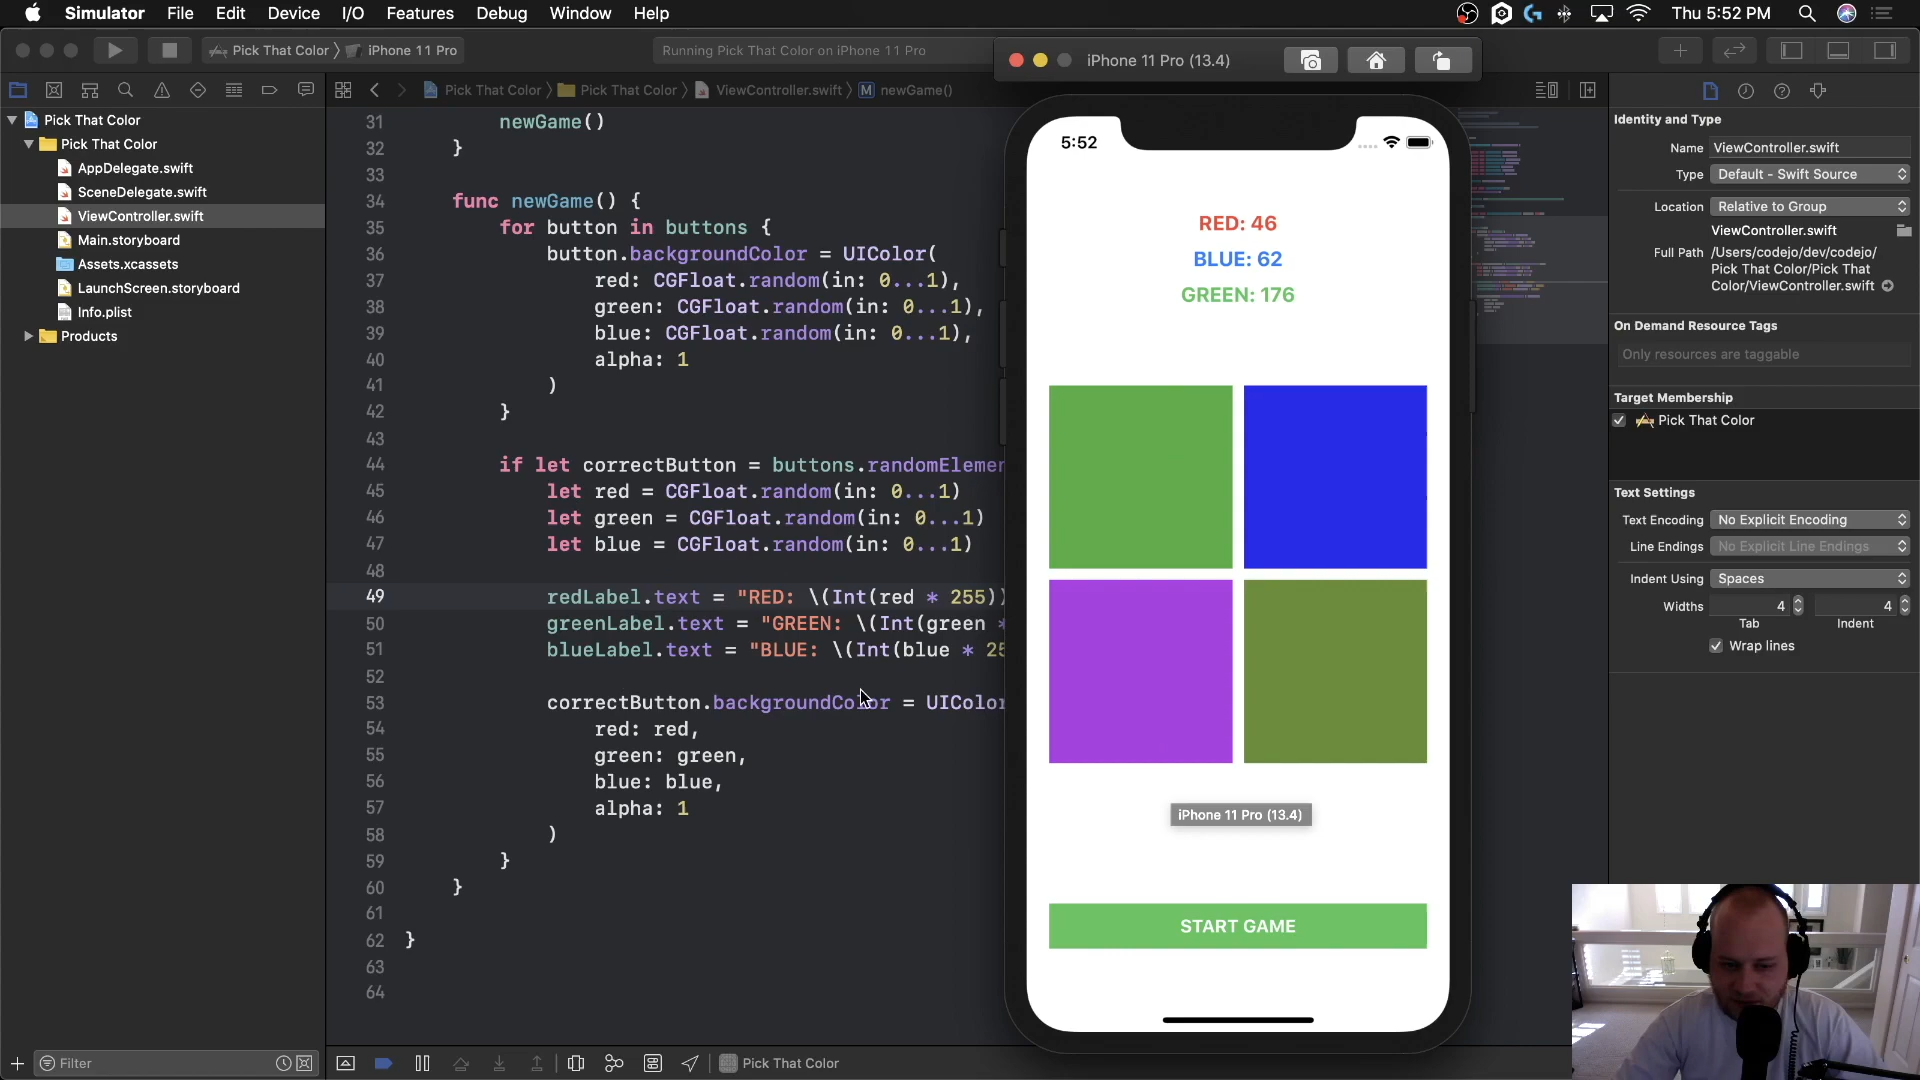 Simulator File Edit Device I/O Features Debug Window Help Thu 5:52 PM
Pick That Color iPhone 11 Pro Running Pick That Color on iPhone 11 Pro
iPhone 11 Pro (13.4)
Pick That Color Pick That Color ViewController.swift M newGame()
Pick That Color
Pick That Color
AppDelegate.swift
SceneDelegate.swift
ViewController.swift
Main.storyboard
Assets.xcassets
LaunchScreen.storyboard
Info.plist
Products
Filter
31 newGame()
32 }
33
34 func newGame() {
35 for button in buttons {
36 button.backgroundColor = UIColor(
37 red: CGFloat.random(in: 0...1),
38 green: CGFloat.random(in: 0...1),
39 blue: CGFloat.random(in: 0...1),
40 alpha: 1
41 )
42 }
43
44 if let correctButton = buttons.randomElemen
45 let red = CGFloat.random(in: 0...1)
46 let green = CGFloat.random(in: 0...1)
47 let blue = CGFloat.random(in: 0...1)
48
49 redLabel.text = "RED: \(Int(red * 255))
50 greenLabel.text = "GREEN: \(Int(green *
51 blueLabel.text = "BLUE: \(Int(blue * 25
52
53 correctButton.backgroundColor = UIColor
54 red: red,
55 green: green,
56 blue: blue,
57 alpha: 1
58 )
59 }
60 }
61
62 }
63
64
Pick That Color
5:52
RED: 46
BLUE: 62
GREEN: 176
iPhone 11 Pro (13.4)
START GAME
Identity and Type
Name ViewController.swift
Type Default - Swift Source
Location Relative to Group
ViewController.swift
Full Path /Users/codejo/dev/codejo/
Pick That Color/Pick That
Color/ViewController.swift
On Demand Resource Tags
Only resources are taggable
Target Membership
Pick That Color
Text Settings
Text Encoding No Explicit Encoding
Line Endings No Explicit Line Endings
Indent Using Spaces
Widths 4 4
Tab Indent
Wrap lines